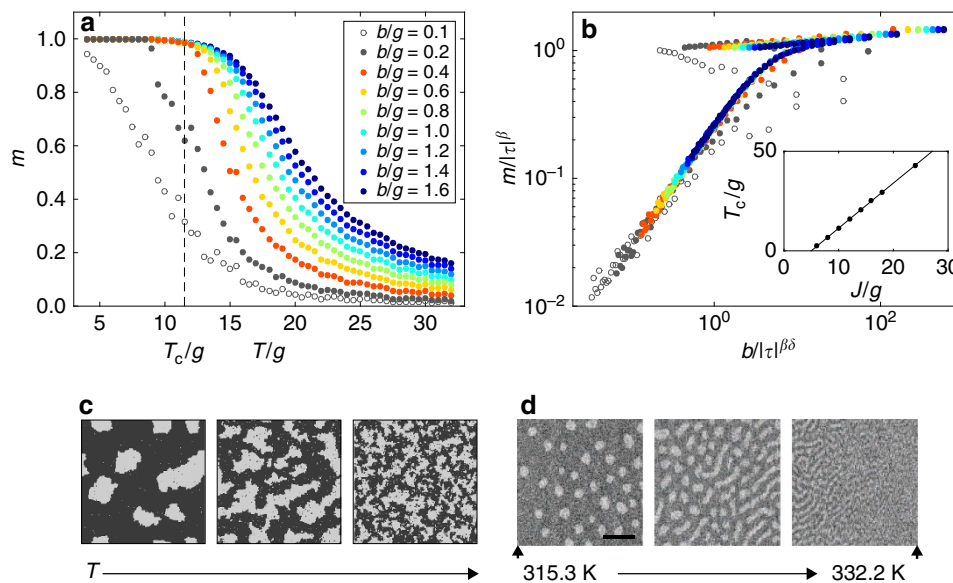 a
1.0
0.8
0.6
0.4
0.2
0.0
m
5
10
15
20
25
30
Tc/g
T/g
b/g = 0.1
b/g = 0.2
b/g = 0.4
b/g = 0.6
b/g = 0.8
b/g = 1.0
b/g = 1.2
b/g = 1.4
b/g = 1.6
b
10^0
10^−1
10^−2
m/|τ|^β
10^0
10^2
b/|τ|^βδ
50
0
Tc/g
0
10
20
30
J/g
c
T
d
315.3 K
332.2 K